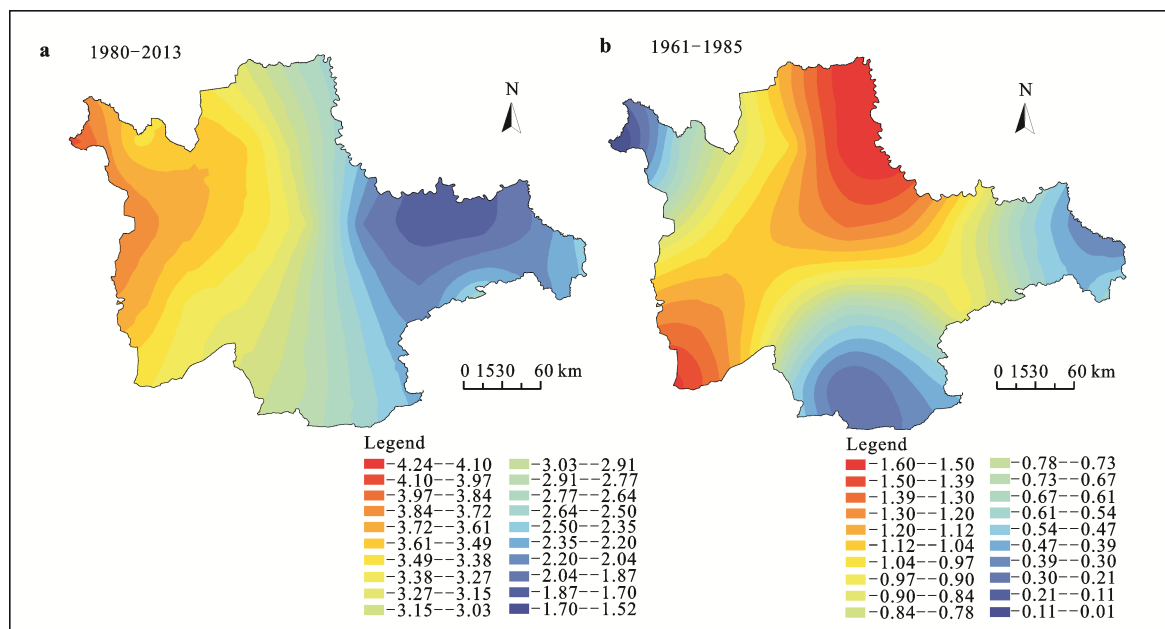 a 1980-2013
N
0 1530 60 km
Legend
-4.24--4.10 -3.03--2.91
-4.10--3.97 -2.91--2.77
-3.97--3.84 -2.77--2.64
-3.84--3.72 -2.64--2.50
-3.72--3.61 -2.50--2.35
-3.61--3.49 -2.35--2.20
-3.49--3.38 -2.20--2.04
-3.38--3.27 -2.04--1.87
-3.27--3.15 -1.87--1.70
-3.15--3.03 -1.70--1.52
b 1961-1985
N
0 1530 60 km
Legend
-1.60--1.50 -0.78--0.73
-1.50--1.39 -0.73--0.67
-1.39--1.30 -0.67--0.61
-1.30--1.20 -0.61--0.54
-1.20--1.12 -0.54--0.47
-1.12--1.04 -0.47--0.39
-1.04--0.97 -0.39--0.30
-0.97--0.90 -0.30--0.21
-0.90--0.84 -0.21--0.11
-0.84--0.78 -0.11--0.01